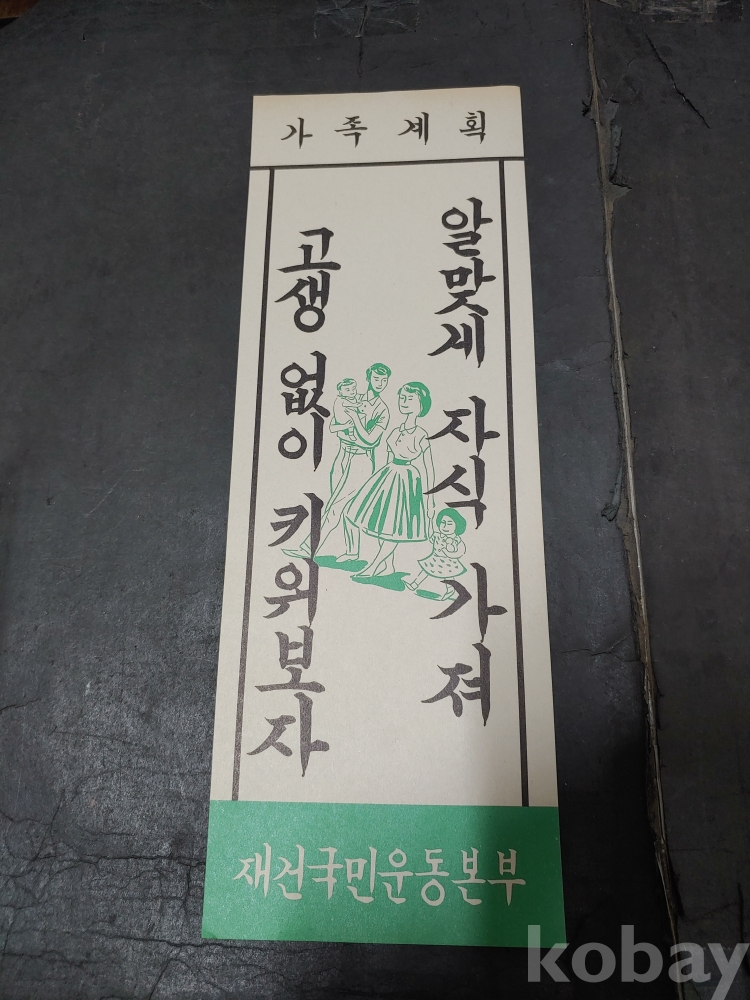 가족계획
알맞게 자식 가져
고생 없이 키워보자
재건국민운동본부
kobay